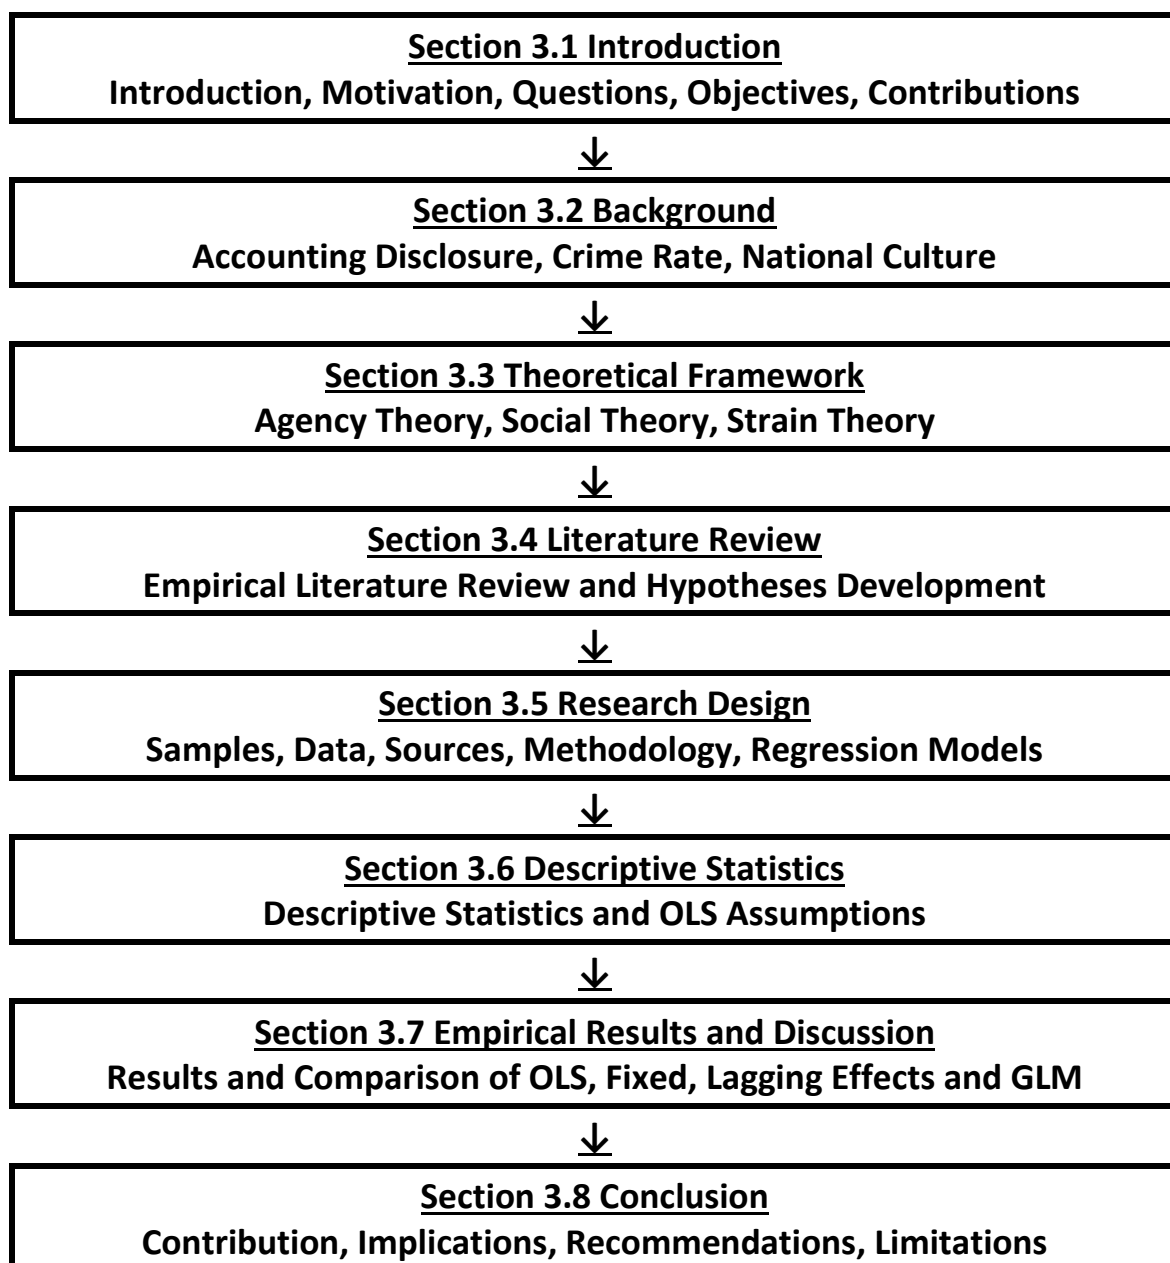 Section 3.1 Introduction
Introduction, Motivation, Questions, Objectives, Contributions
↓
Section 3.2 Background
Accounting Disclosure, Crime Rate, National Culture
↓
Section 3.3 Theoretical Framework
Agency Theory, Social Theory, Strain Theory
↓
Section 3.4 Literature Review
Empirical Literature Review and Hypotheses Development
↓
Section 3.5 Research Design
Samples, Data, Sources, Methodology, Regression Models
↓
Section 3.6 Descriptive Statistics
Descriptive Statistics and OLS Assumptions
↓
Section 3.7 Empirical Results and Discussion
Results and Comparison of OLS, Fixed, Lagging Effects and GLM
↓
Section 3.8 Conclusion
Contribution, Implications, Recommendations, Limitations